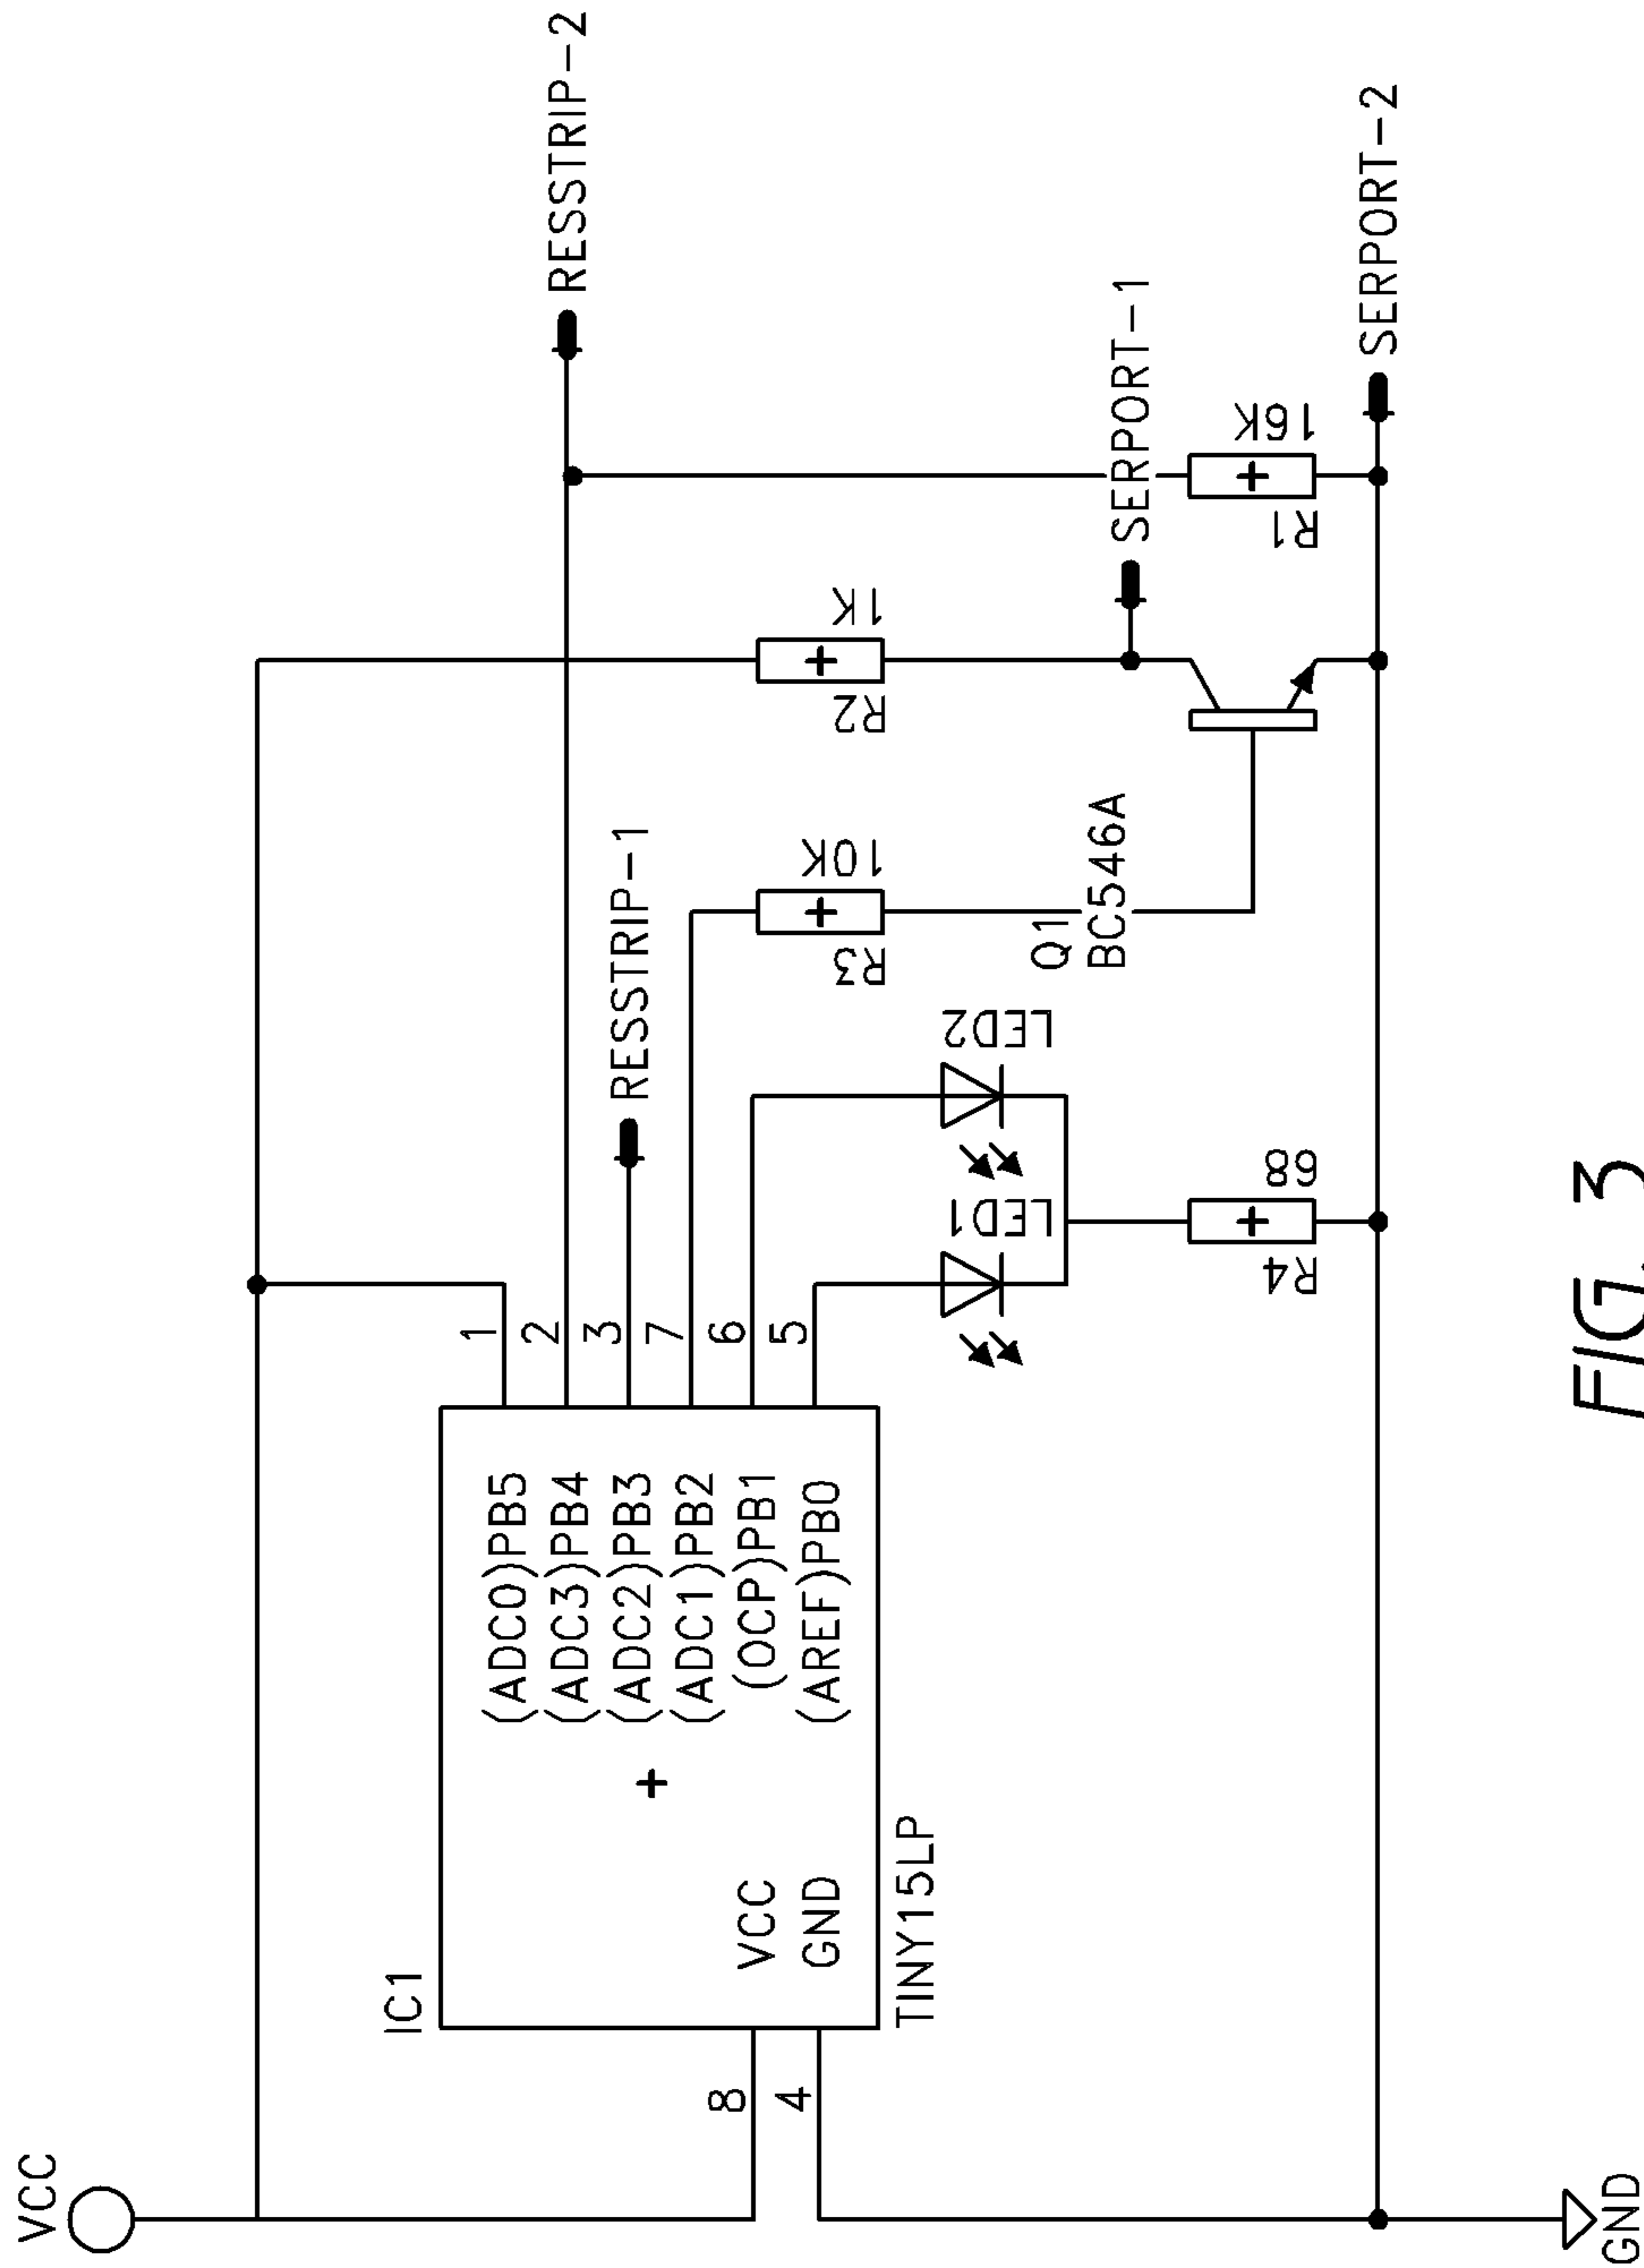 VCC
IC1
(ADC0)PB5
(ADC3)PB4
(ADC2)PB3
(ADC1)PB2
(OCP)PB1
(AREF)PB0
VCC
GND
TINY15LP
8
4
1
2
3
7
6
5
RESSTRIP-1
RESSTRIP-2
R3
10K
R2
1K
LED1
LED2
Q1
BC546A
SERPORT-1
R4
68
R1
16K
SERPORT-2
GND
FIG. 3